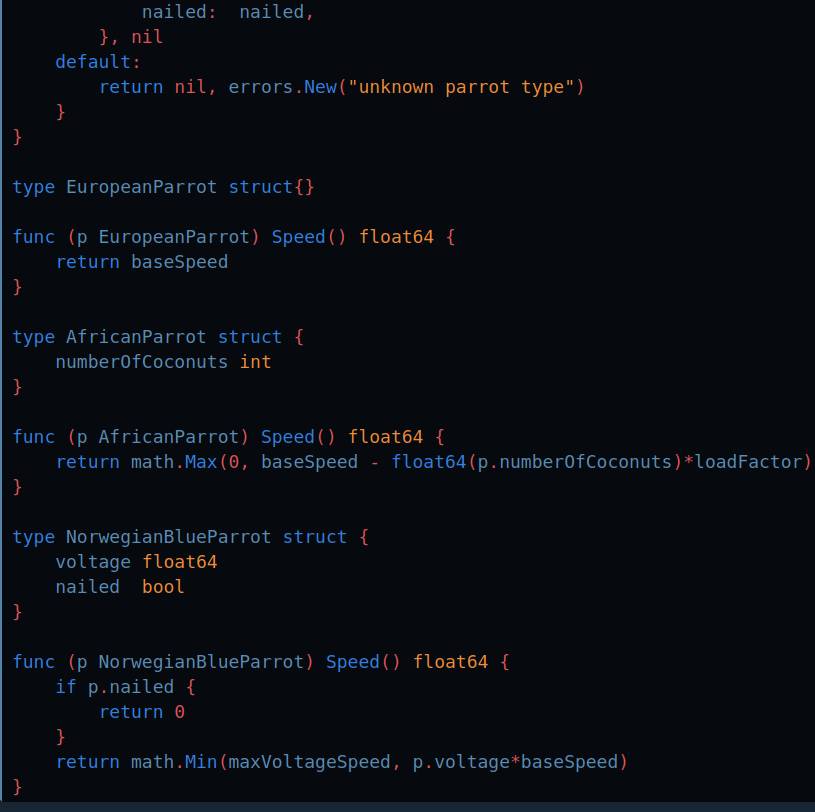 nailed:  nailed,
        }, nil
    default:
        return nil, errors.New("unknown parrot type")
    }
}

type EuropeanParrot struct{}

func (p EuropeanParrot) Speed() float64 {
    return baseSpeed
}

type AfricanParrot struct {
    numberOfCoconuts int
}

func (p AfricanParrot) Speed() float64 {
    return math.Max(0, baseSpeed - float64(p.numberOfCoconuts)*loadFactor)
}

type NorwegianBlueParrot struct {
    voltage float64
    nailed  bool
}

func (p NorwegianBlueParrot) Speed() float64 {
    if p.nailed {
        return 0
    }
    return math.Min(maxVoltageSpeed, p.voltage*baseSpeed)
}